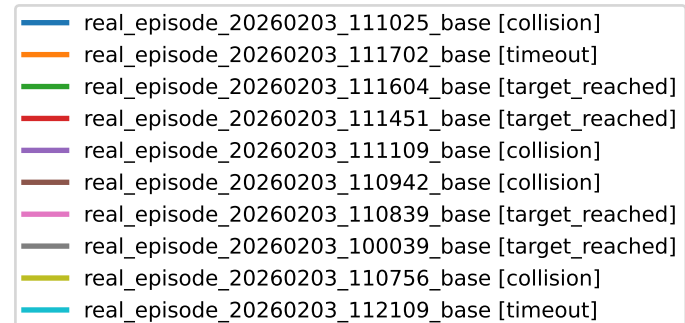 real_episode_20260203_111025_base [collision]
real_episode_20260203_111702_base [timeout]
real_episode_20260203_111604_base [target_reached]
real_episode_20260203_111451_base [target_reached]
real_episode_20260203_111109_base [collision]
real_episode_20260203_110942_base [collision]
real_episode_20260203_110839_base [target_reached]
real_episode_20260203_100039_base [target_reached]
real_episode_20260203_110756_base [collision]
real_episode_20260203_112109_base [timeout]